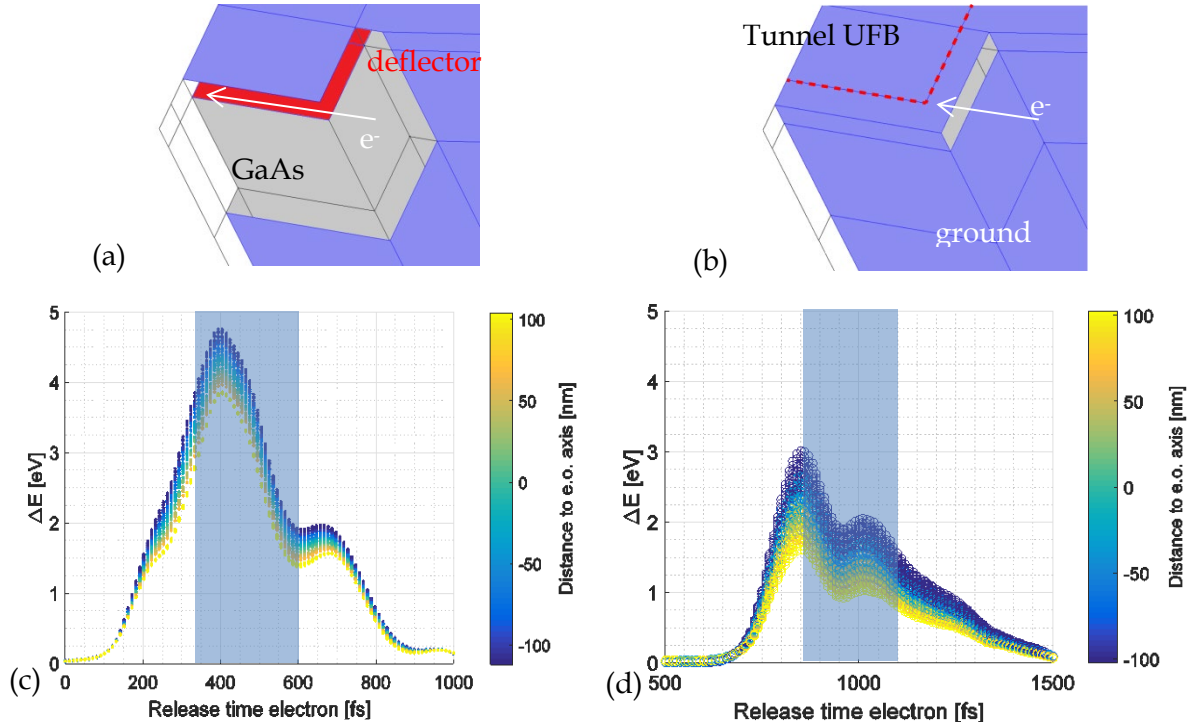 deflector
e-
GaAs
(a)
Tunnel UFB
e-
ground
(b)
5
4
3
2
1
0
ΔE [eV]
0 200 400 600 800 1000
Release time electron [fs]
100
50
0
-50
-100
Distance to e.o. axis [nm]
(c)
5
4
3
2
1
0
ΔE [eV]
500 1000 1500
Release time electron [fs]
100
50
0
-50
-100
Distance to e.o. axis [nm]
(d)